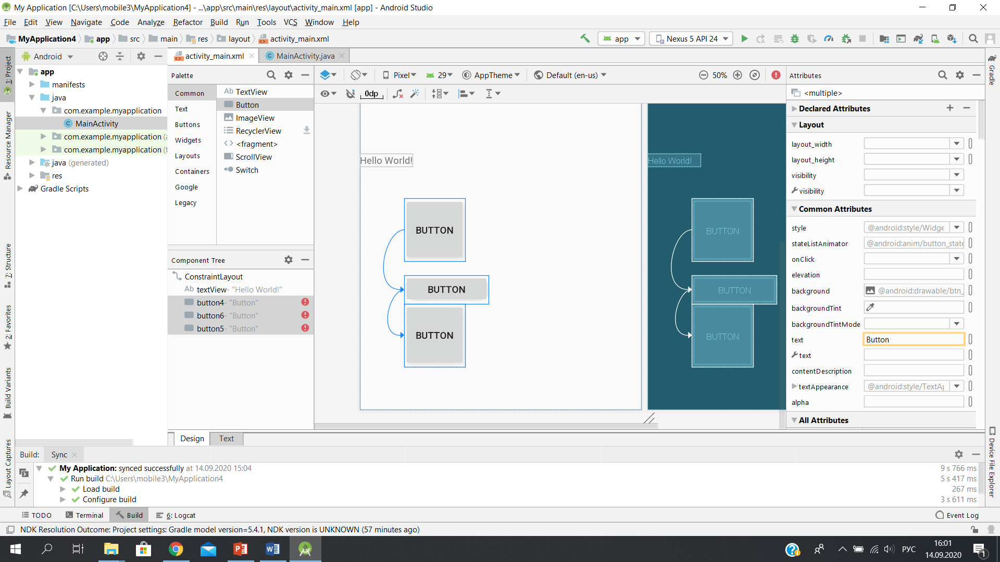 My Application [C:\Users\mobile3\MyApplication4] - ...\app\src\main\res\layout\activity_main.xml [app] - Android Studio
File Edit View Navigate Code Analyze Refactor Build Run Tools VCS Window Help
MyApplication4 app src main res layout activity_main.xml
app Nexus 5 API 24
1: Project
Resource Manager
7: Structure
2: Favorites
Build Variants
Layout Captures
Android
app
manifests
java
com.example.myapplication
MainActivity
com.example.myapplication (a
com.example.myapplication (t
java (generated)
res
Gradle Scripts
activity_main.xml
MainActivity.java
Palette
Common
Text
Buttons
Widgets
Layouts
Containers
Google
Legacy
Ab TextView
Button
ImageView
RecyclerView
<fragment>
ScrollView
Switch
Component Tree
ConstraintLayout
Ab textView- "Hello World!"
button4- "Button"
button6- "Button"
button5- "Button"
Pixel 29 AppTheme Default (en-us) 50%
0dp
Hello World!
BUTTON
BUTTON
BUTTON
Hello World!
BUTTON
BUTTON
BUTTON
Design Text
Attributes
<multiple>
Declared Attributes
Layout
layout_width
layout_height
visibility
visibility
Common Attributes
style @android:style/Widge
stateListAnimator @android:anim/button_state
onClick
elevation
background @android:drawable/btn_
backgroundTint
backgroundTintMode
text Button
text
contentDescription
textAppearance @android:style/TextAp
alpha
All Attributes
Gradle
Device File Explorer
Build: Sync
My Application: synced successfully at 14.09.2020 15:04 9 s 766 ms
Run build C:\Users\mobile3\MyApplication4 5 s 417 ms
Load build 267 ms
Configure build 3 s 611 ms
TODO Terminal Build 6: Logcat Event Log
NDK Resolution Outcome: Project settings: Gradle model version=5.4.1, NDK version is UNKNOWN (57 minutes ago)
РУС
16:01
14.09.2020
1